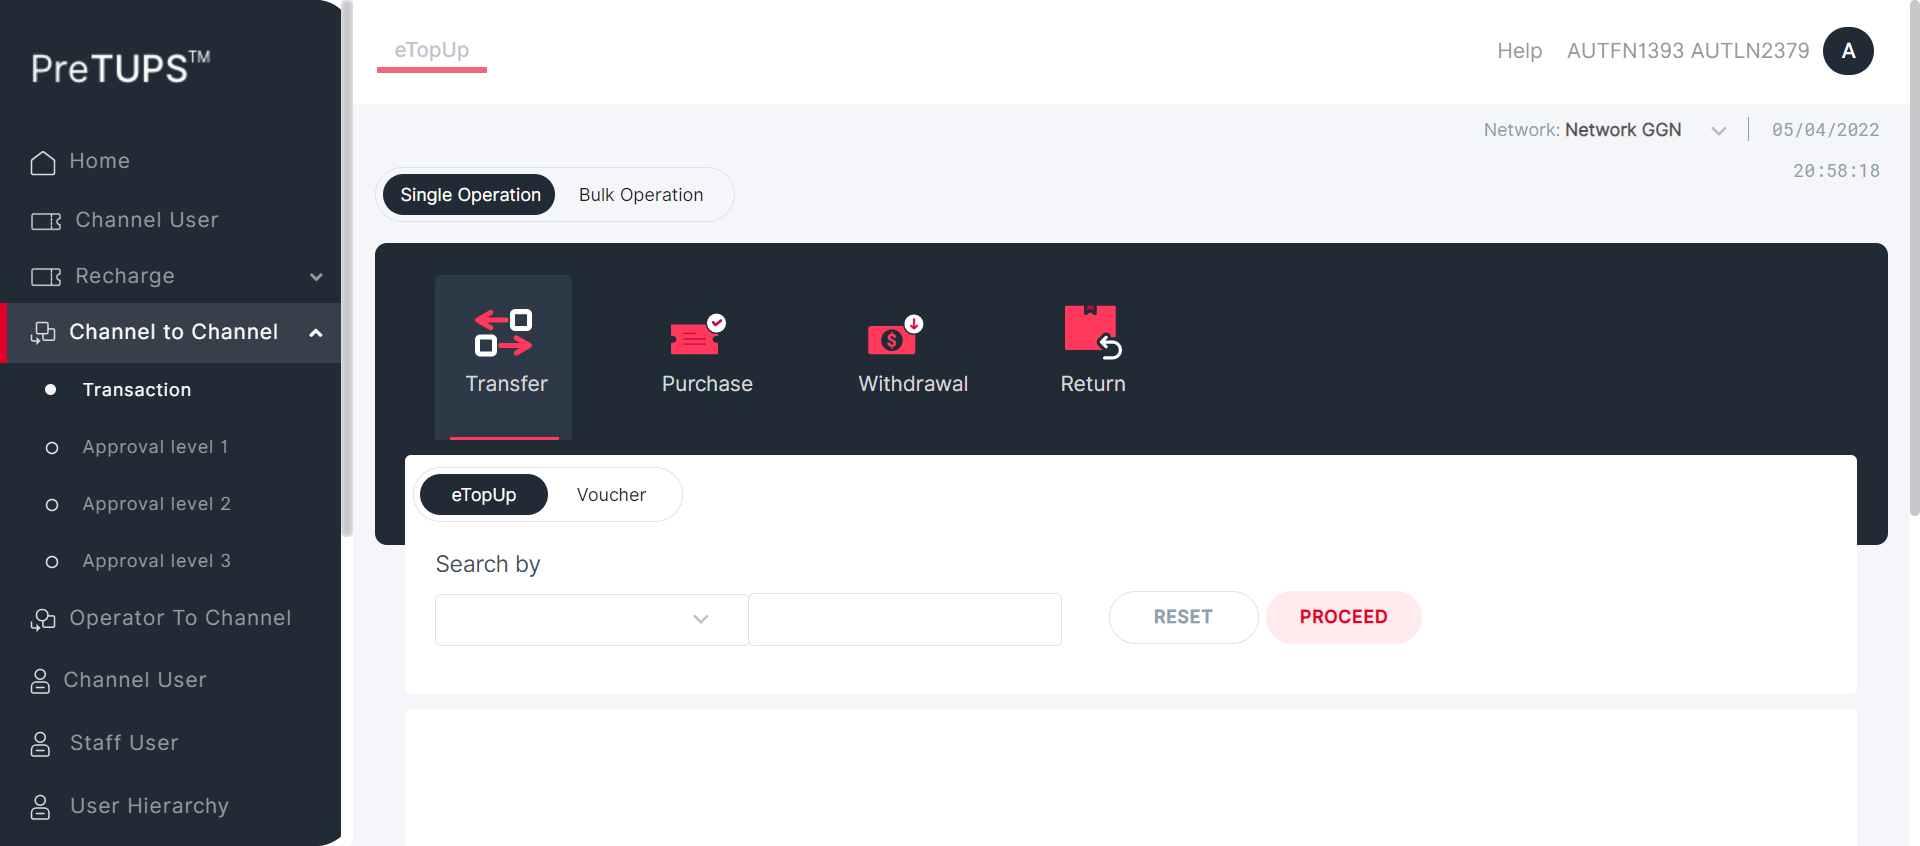 PreTUPS™
Home
Channel User
Recharge
Channel to Channel
Transaction
Approval level 1
Approval level 2
Approval level 3
Operator To Channel
Channel User
Staff User
User Hierarchy
eTopUp
Help AUTFN1393 AUTLN2379 A
Network: Network GGN 05/04/2022
20:58:18
Single Operation Bulk Operation
Transfer Purchase Withdrawal Return
eTopUp Voucher
Search by
RESET PROCEED